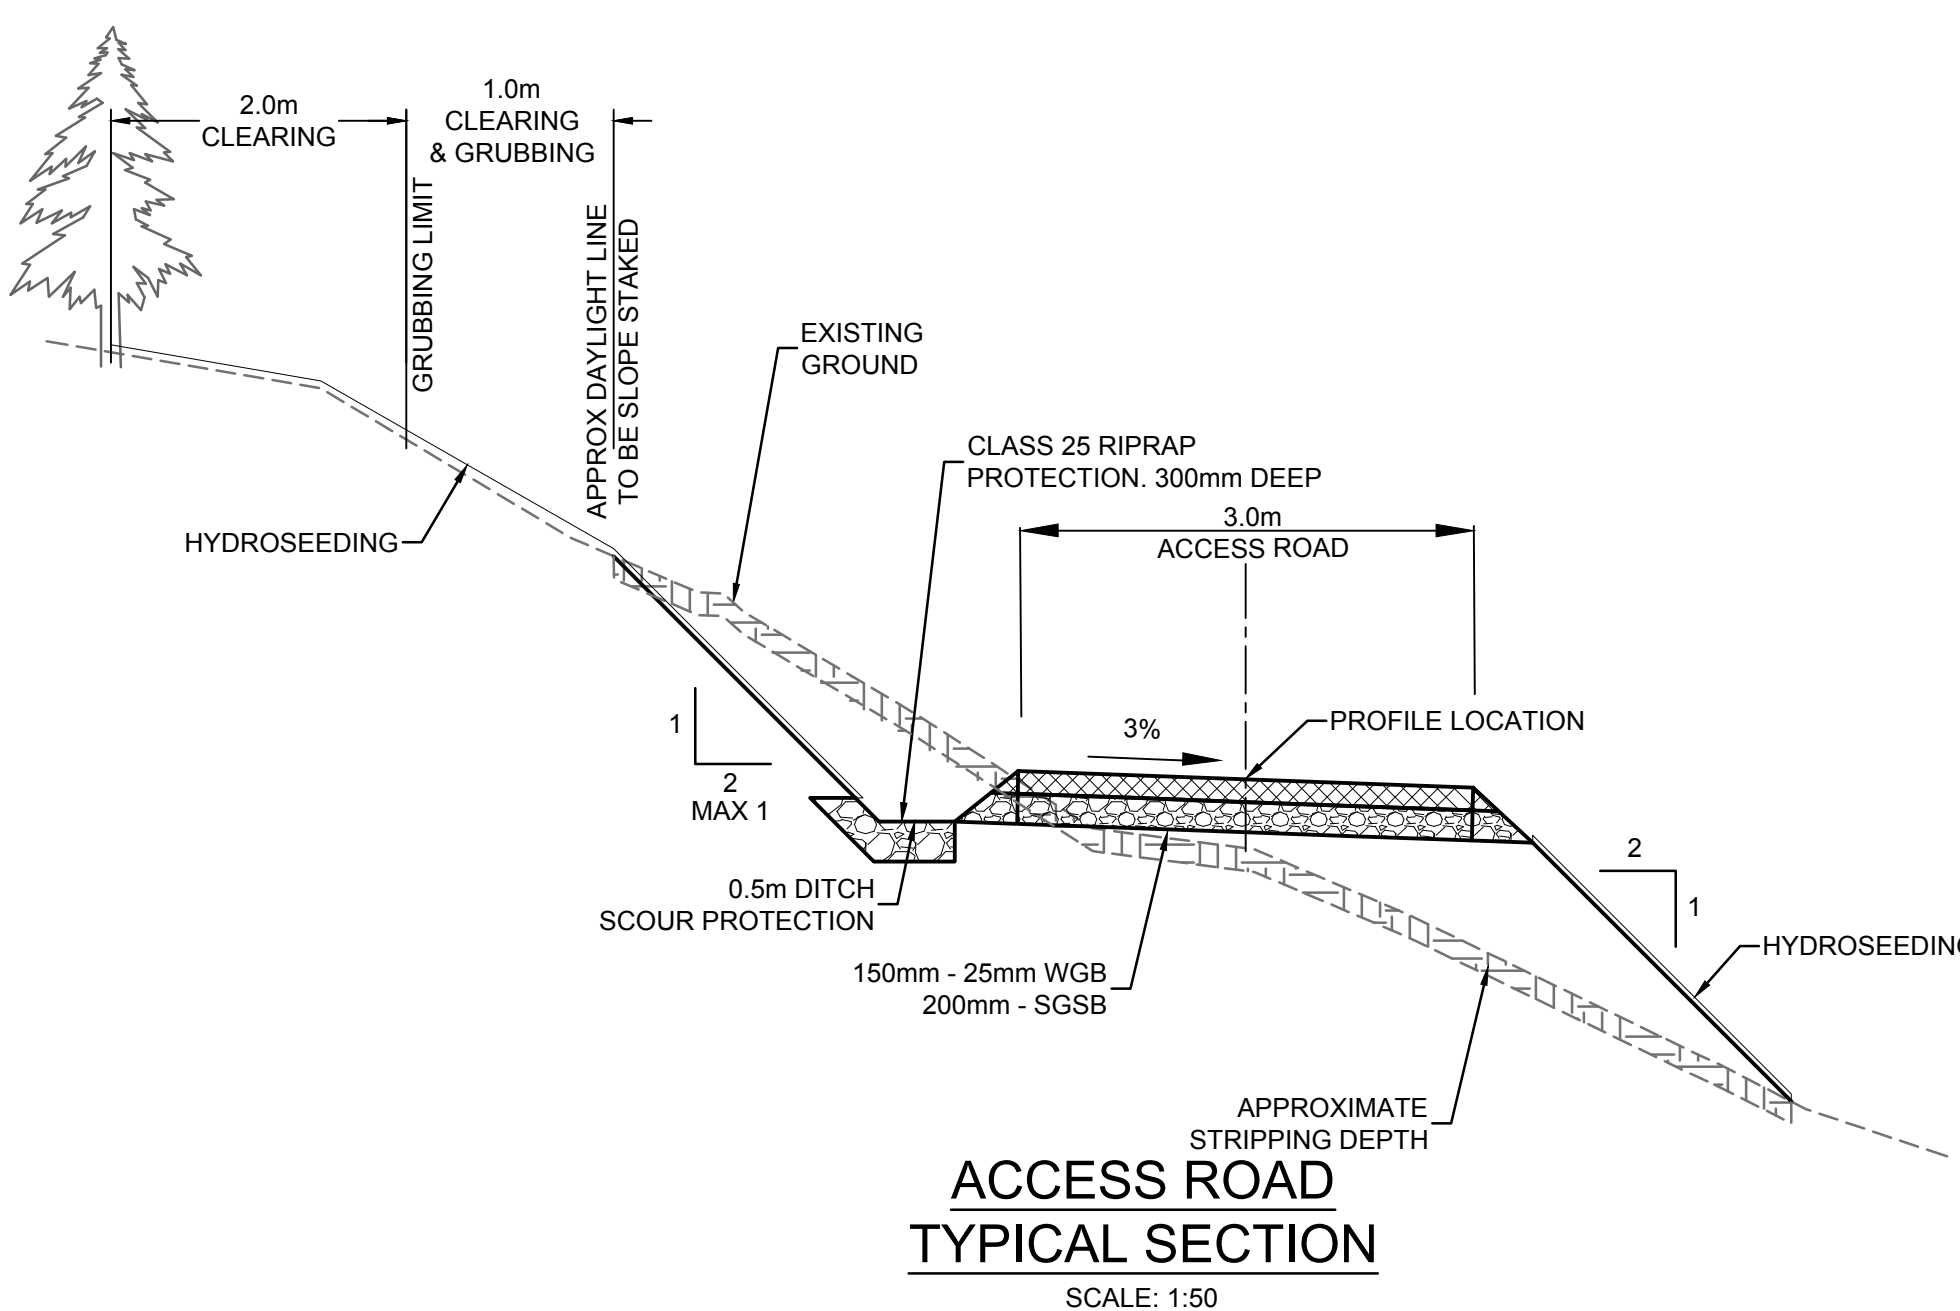 2.0m
CLEARING
1.0m
CLEARING
& GRUBBING
GRUBBING LIMIT
APPROX DAYLIGHT LINE
TO BE SLOPE STAKED
EXISTING
GROUND
CLASS 25 RIPRAP
PROTECTION. 300mm DEEP
3.0m
ACCESS ROAD
HYDROSEEDING
1
2
MAX 1
3%
PROFILE LOCATION
0.5m DITCH
SCOUR PROTECTION
2
1
HYDROSEEDING
150mm - 25mm WGB
200mm - SGSB
APPROXIMATE
STRIPPING DEPTH
ACCESS ROAD
TYPICAL SECTION
SCALE: 1:50